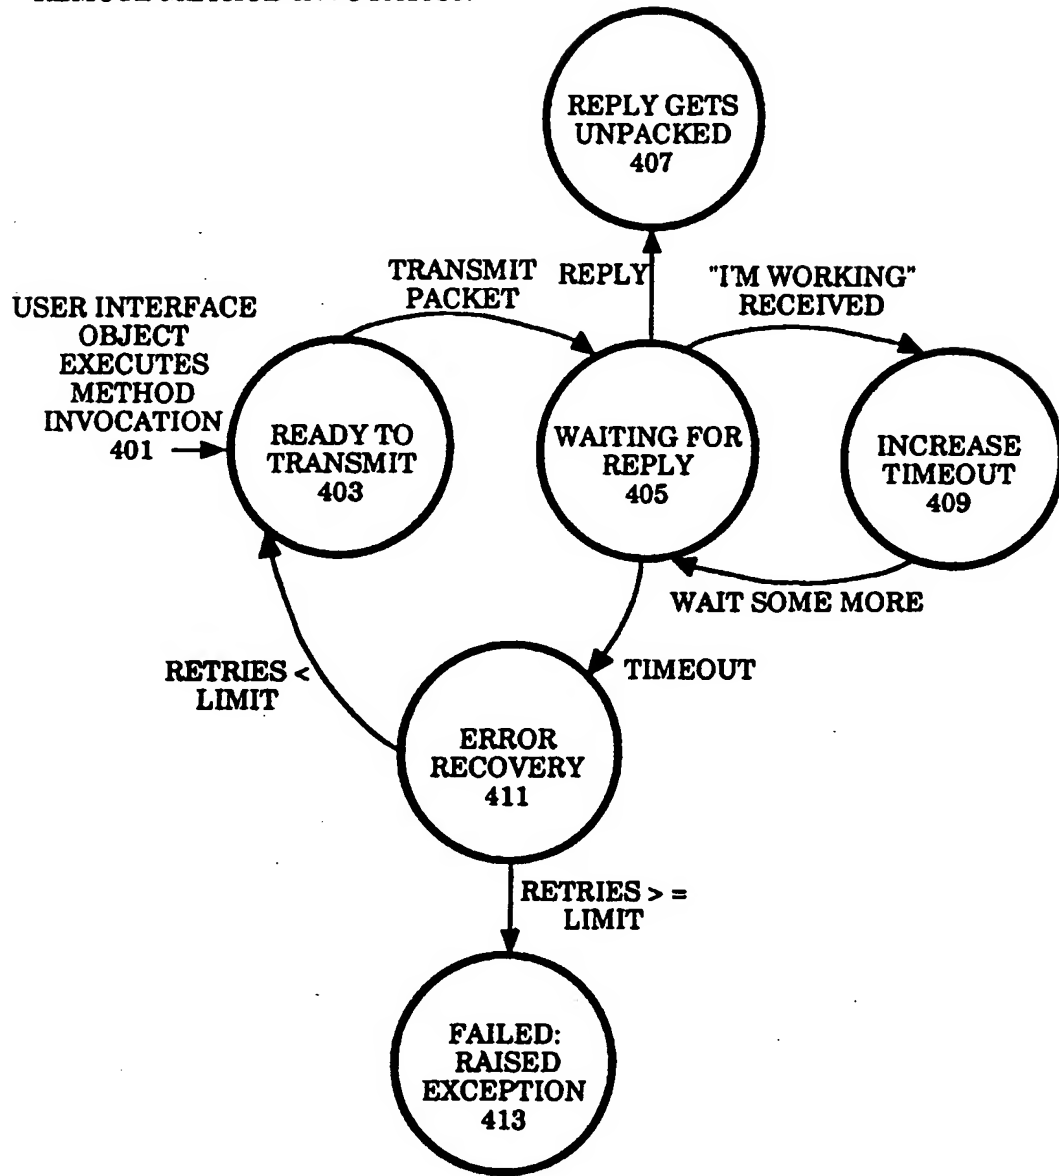 REPLY GETS
UNPACKED
407
TRANSMIT
PACKET
REPLY
"I'M WORKING"
RECEIVED
USER INTERFACE
OBJECT
EXECUTES
METHOD
INVOCATION
401
READY TO
TRANSMIT
403
WAITING FOR
REPLY
405
INCREASE
TIMEOUT
409
WAIT SOME MORE
RETRIES <
LIMIT
TIMEOUT
ERROR
RECOVERY
411
RETRIES > =
LIMIT
FAILED:
RAISED
EXCEPTION
413